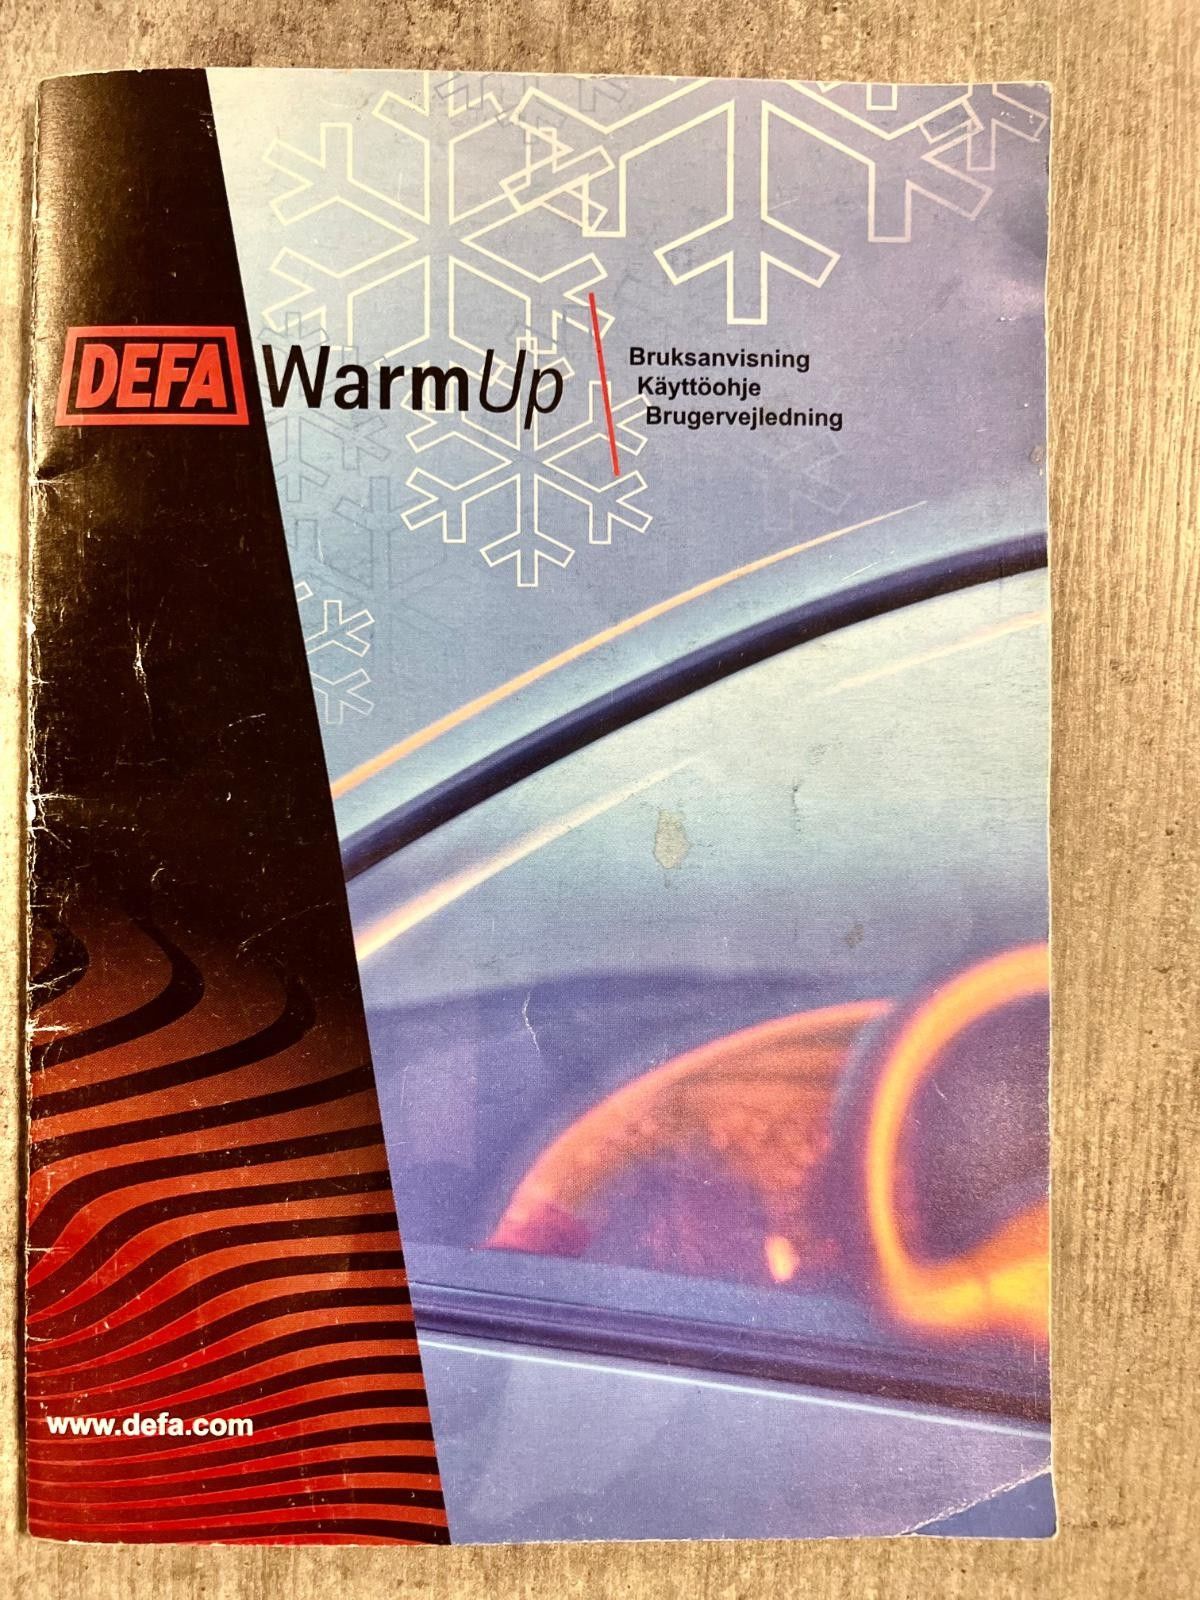 DEFA WarmUp
Bruksanvisning
Käyttöohje
Brugervejledning
www.defa.com